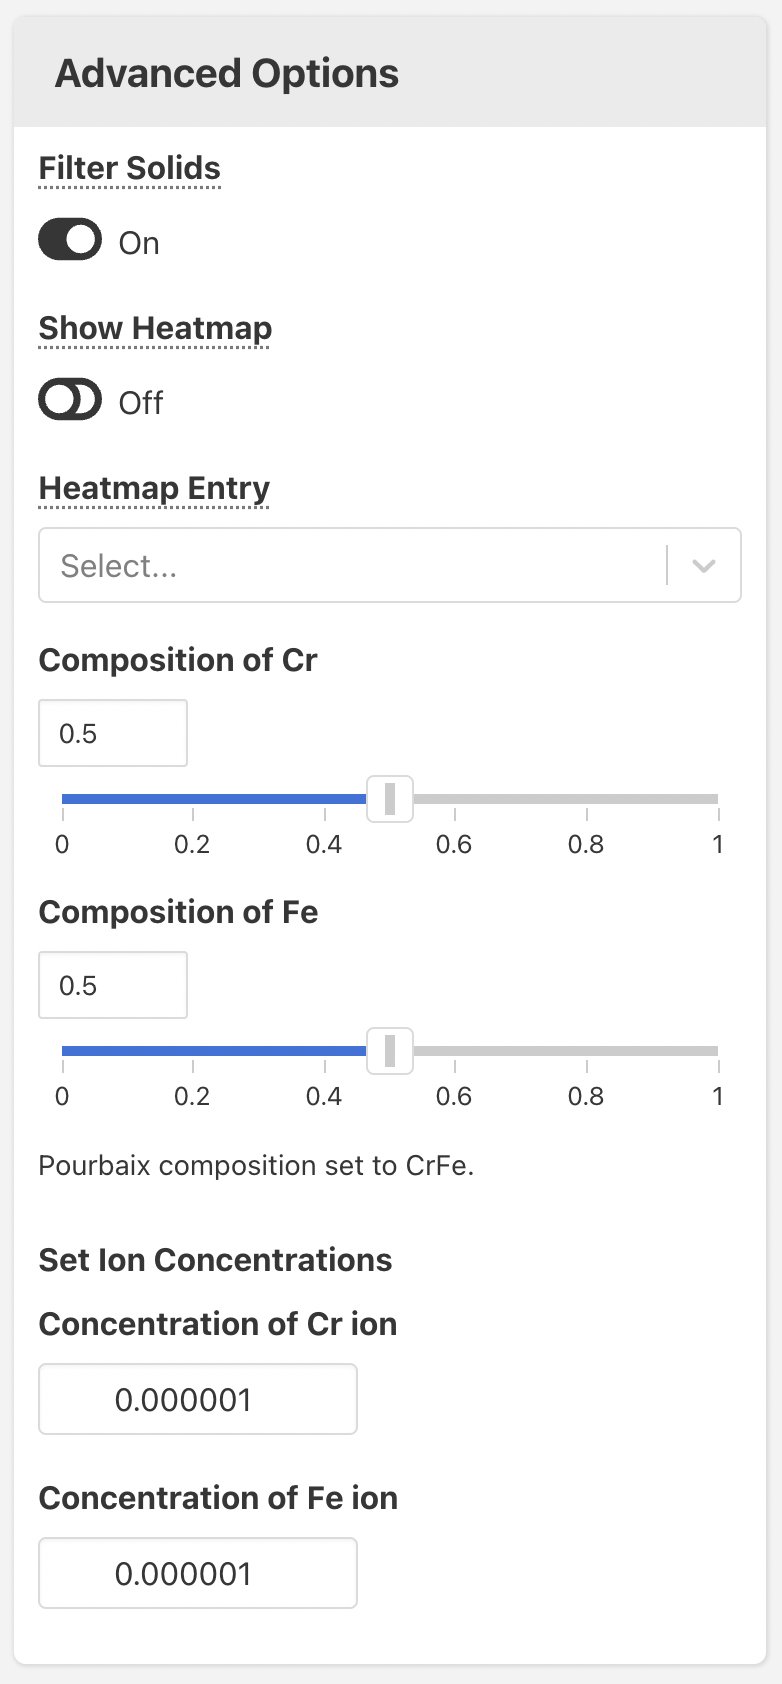 Advanced Options
Filter Solids
On
Show Heatmap
Off
Heatmap Entry
Select...
Composition of Cr
0.5
0 0.2 0.4 0.6 0.8 1
Composition of Fe
0.5
0 0.2 0.4 0.6 0.8 1
Pourbaix composition set to CrFe.
Set Ion Concentrations
Concentration of Cr ion
0.000001
Concentration of Fe ion
0.000001